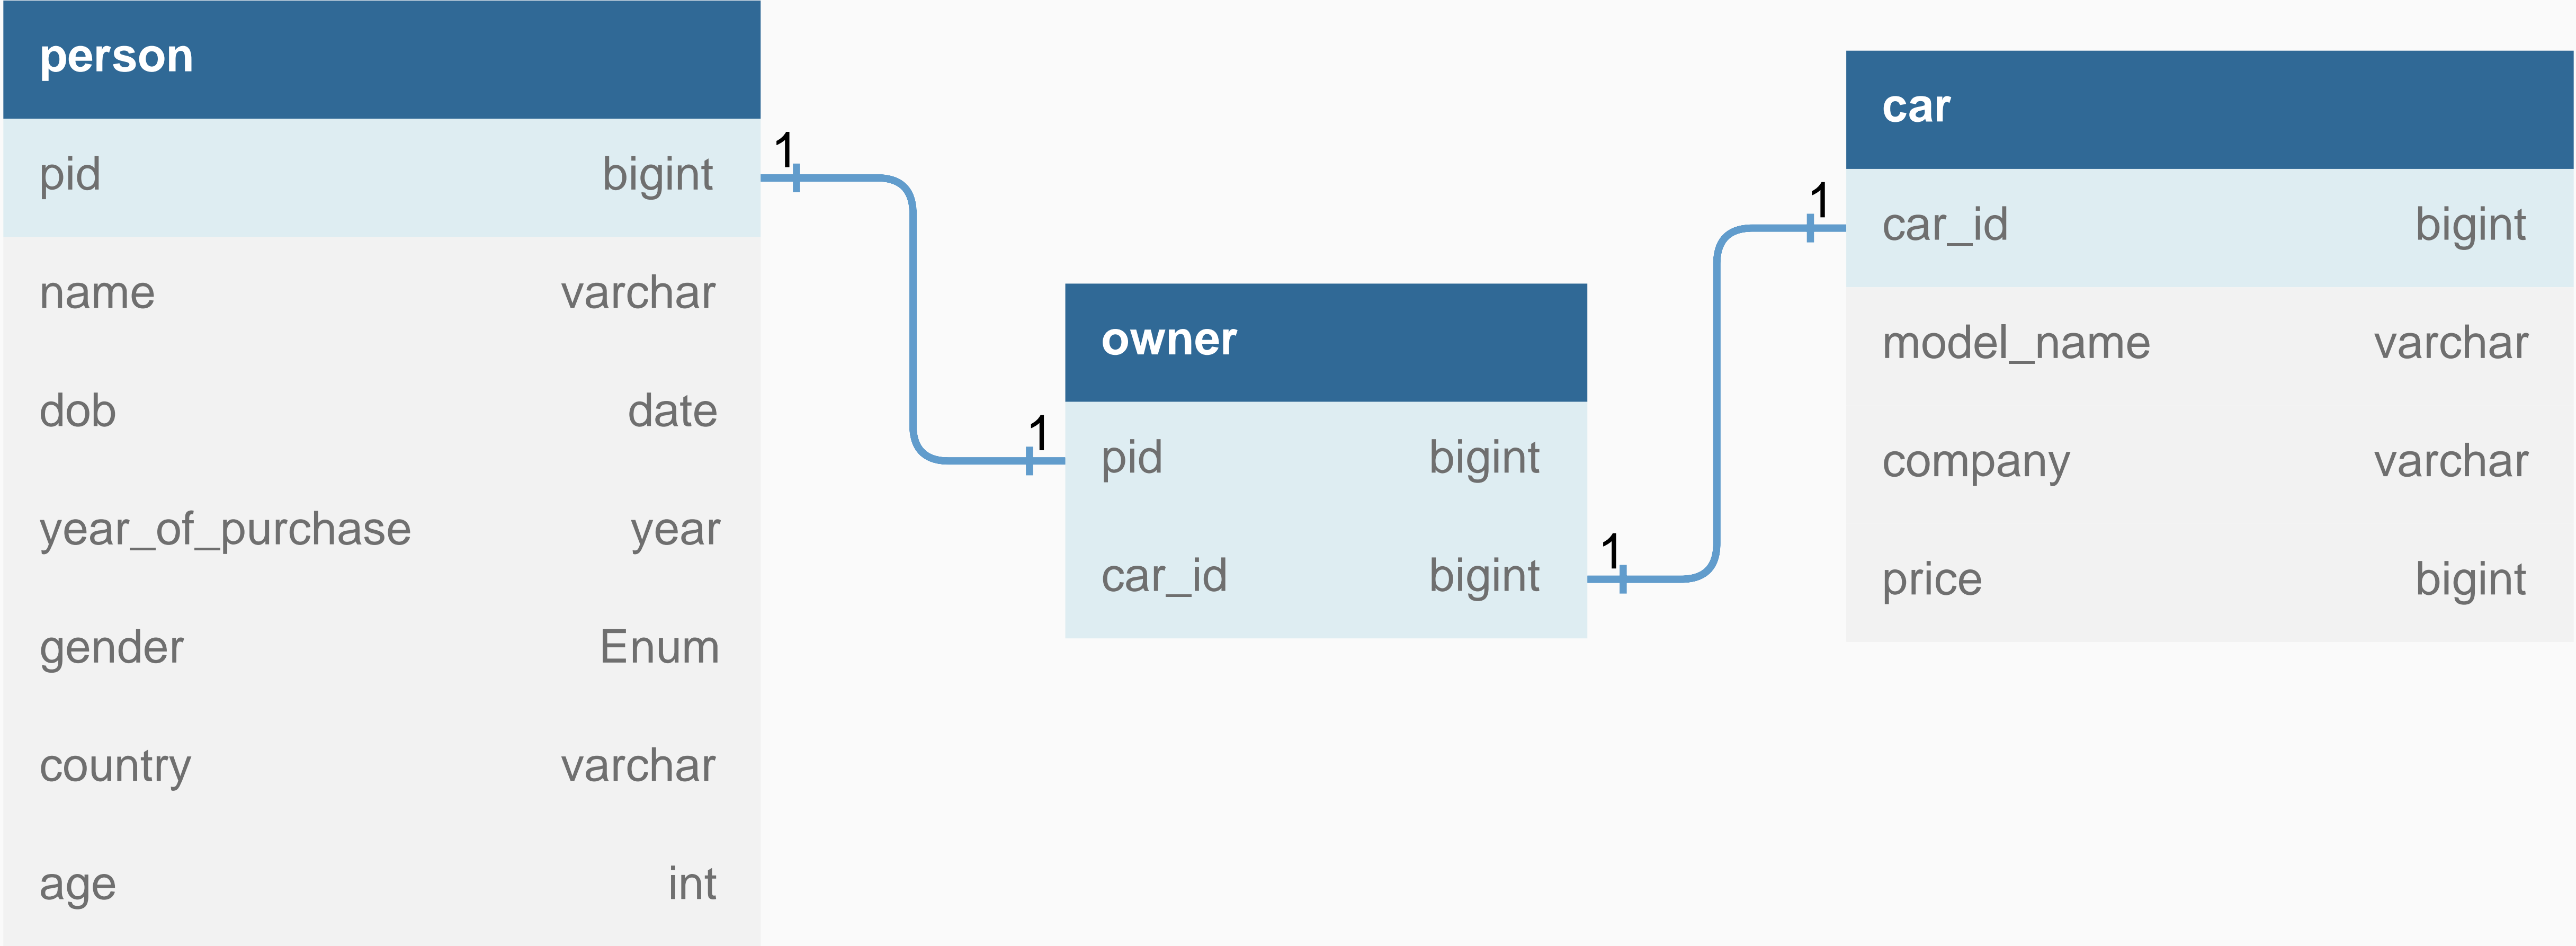 person
pid bigint
name varchar
dob date
year_of_purchase year
gender Enum
country varchar
age int
1
1
owner
pid bigint
car_id bigint
1
1
car
car_id bigint
model_name varchar
company varchar
price bigint